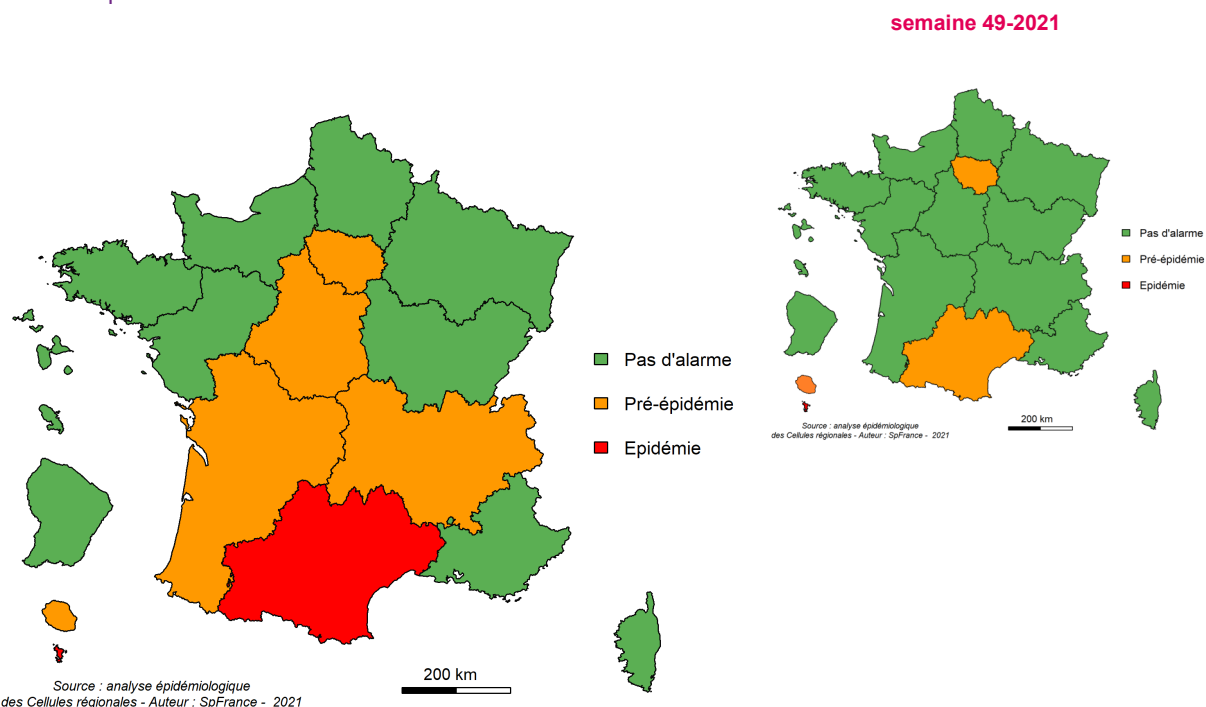 semaine 49-2021
Pas d'alarme
Pré-épidémie
Epidémie
200 km
Source : analyse épidémiologique
des Cellules régionales - Auteur : SpFrance - 2021
Pas d'alarme
Pré-épidémie
Epidémie
200 km
Source : analyse épidémiologique
des Cellules régionales - Auteur : SpFrance - 2021